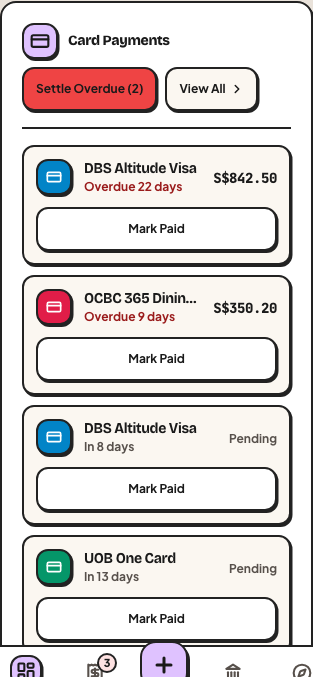 Card Payments
Settle Overdue (2)
View All
DBS Altitude Visa
S$842.50
Overdue 22 days
Mark Paid
OCBC 365 Dinin...
S$350.20
Overdue 9 days
Mark Paid
DBS Altitude Visa
Pending
In 8 days
Mark Paid
UOB One Card
Pending
In 13 days
Mark Paid
3